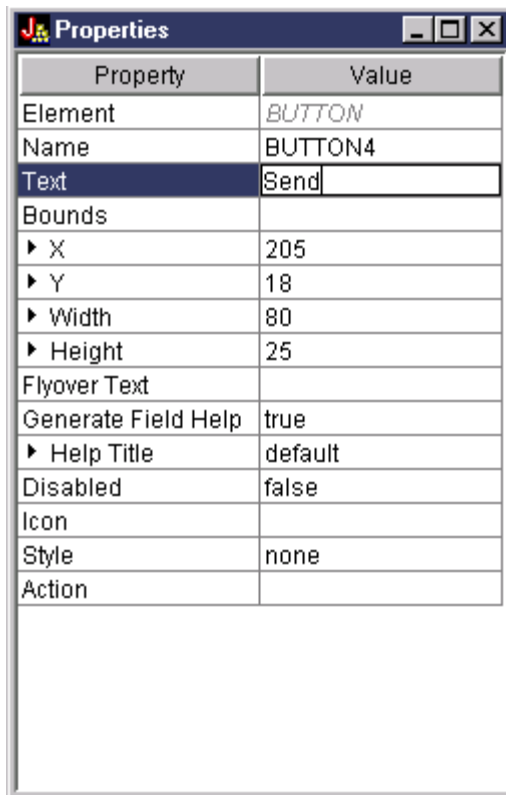 Properties
Property Value
Element BUTTON
Name BUTTON4
Text Send
Bounds
X 205
Y 18
Width 80
Height 25
Flyover Text
Generate Field Help true
Help Title default
Disabled false
Icon
Style none
Action